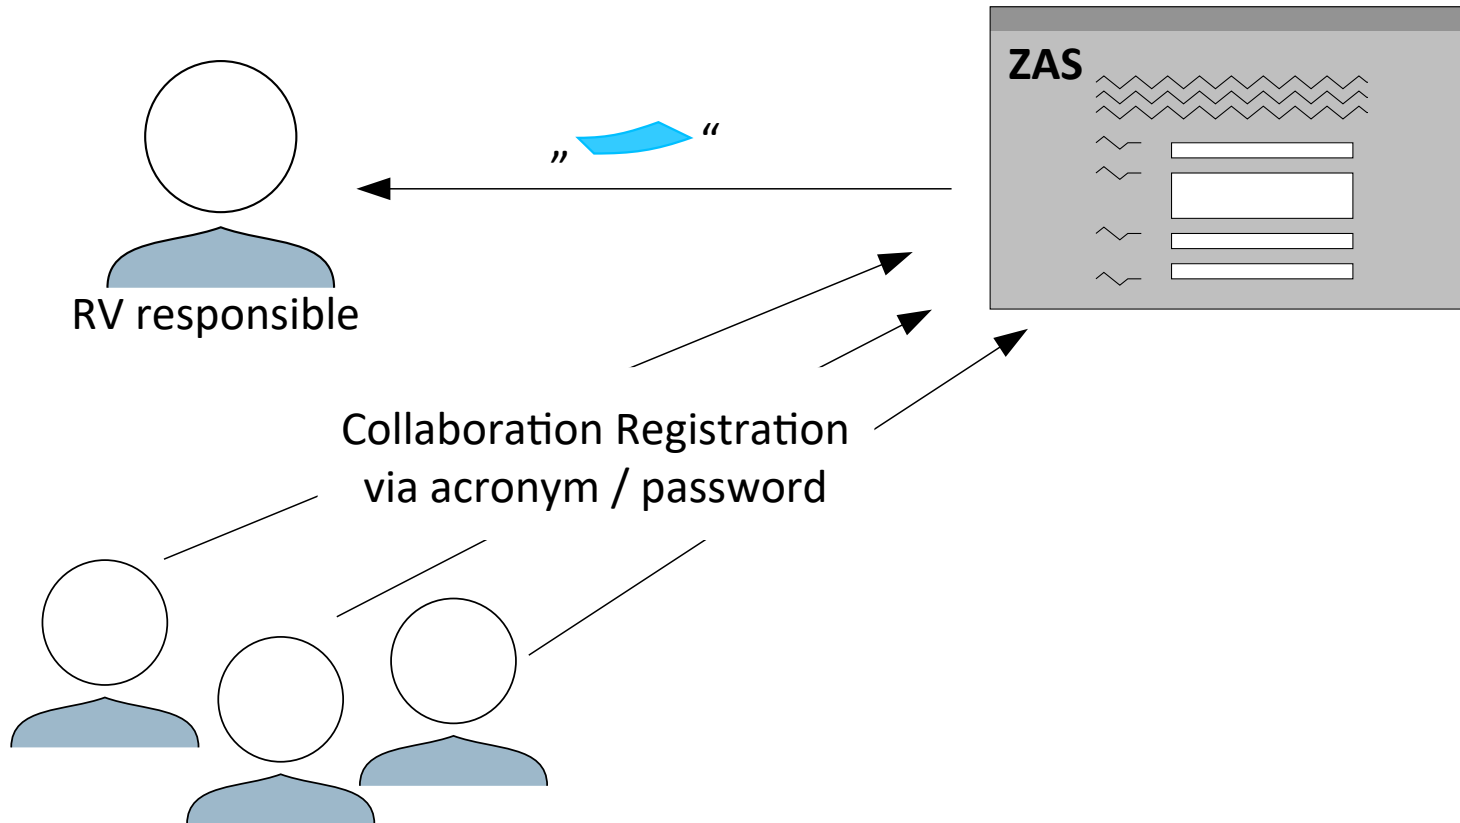 ZAS
„ “
RV responsible
Collaboration Registration
via acronym / password